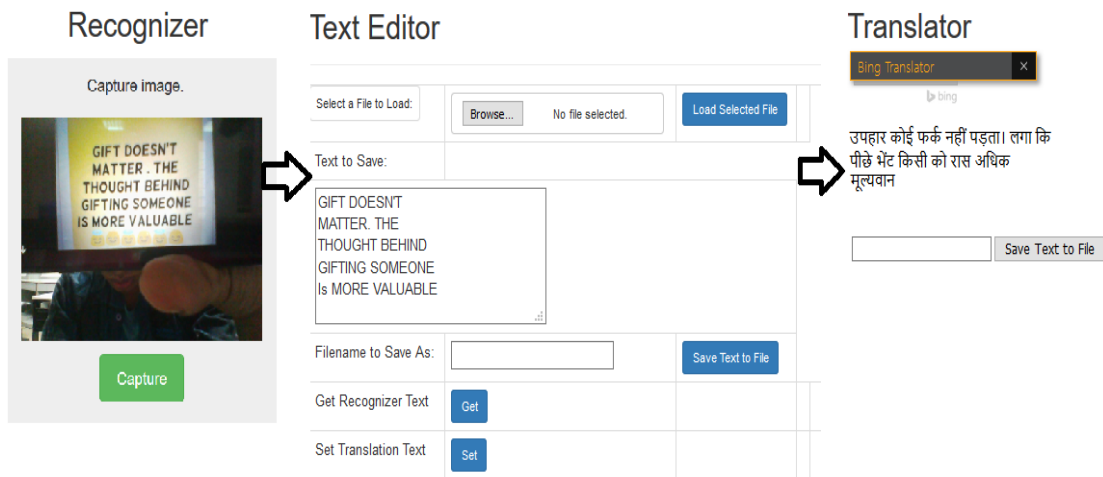 Recognizer
Capture image.
GIFT DOESN'T
MATTER . THE
THOUGHT BEHIND
GIFTING SOMEONE
IS MORE VALUABLE
Capture
Text Editor
Select a File to Load:
Browse... No file selected.
Load Selected File
Text to Save:
GIFT DOESN'T
MATTER. THE
THOUGHT BEHIND
GIFTING SOMEONE
Is MORE VALUABLE
Filename to Save As:
Save Text to File
Get Recognizer Text
Get
Set Translation Text
Set
Translator
Bing Translator ×
bing
उपहार कोई फर्क नहीं पड़ता। लगा कि
पीछे भेंट किसी को रास अधिक
मूल्यवान
Save Text to File